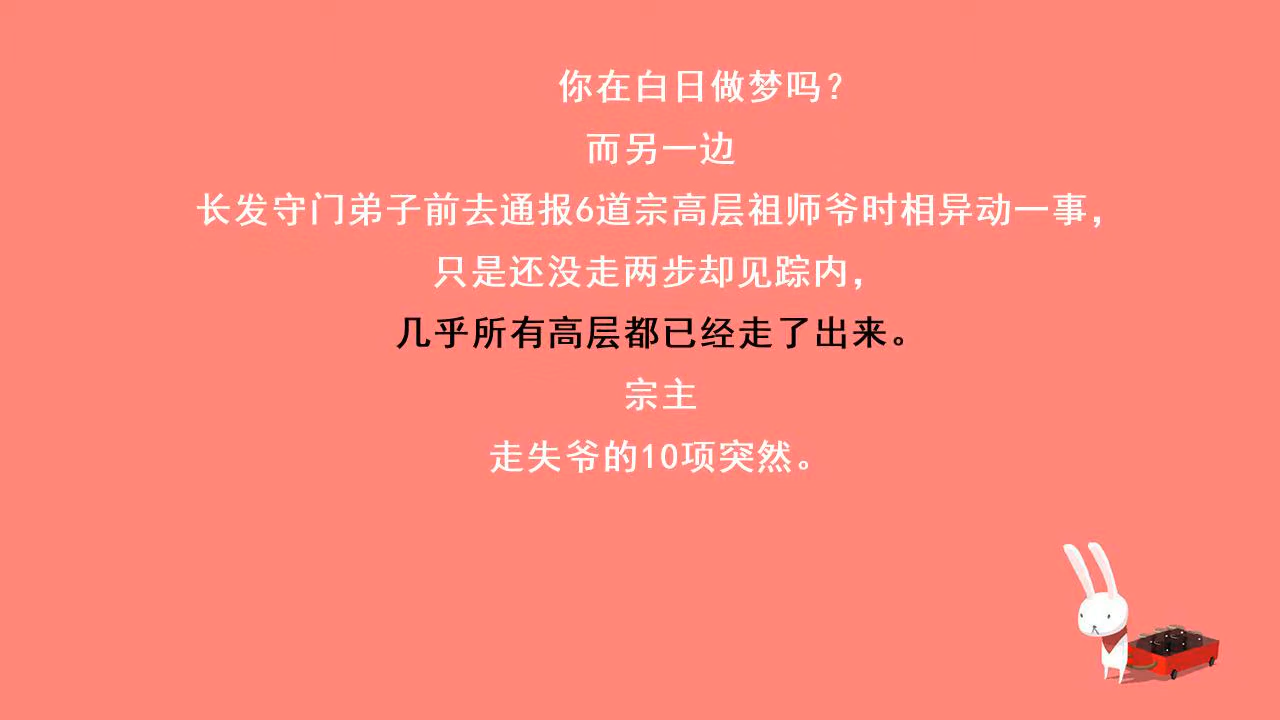 你在白日做梦吗？
而另一边
长发守门弟子前去通报6道宗高层祖师爷时相异动一事，
只是还没走两步却见踪内，
几乎所有高层都已经走了出来。
宗主
走失爷的10项突然。